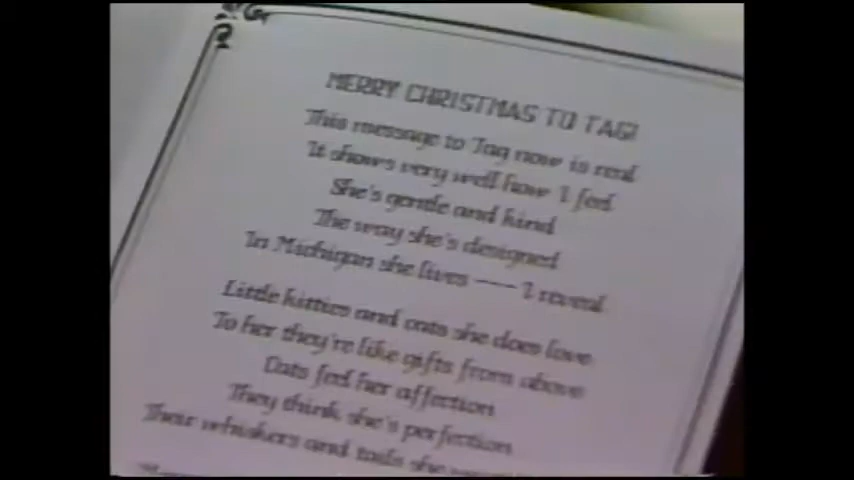 MERRY CHRISTMAS TO TAG!
This message to Tag now is real
It shows very well how I feel
She's gentle and kind
The way she's designed
In Michigan she lives -- I reveal
Little kitties and cats she does love
To her they're like gifts from above
Cats feel her affection
They think she's perfection
Their whiskers and tails she